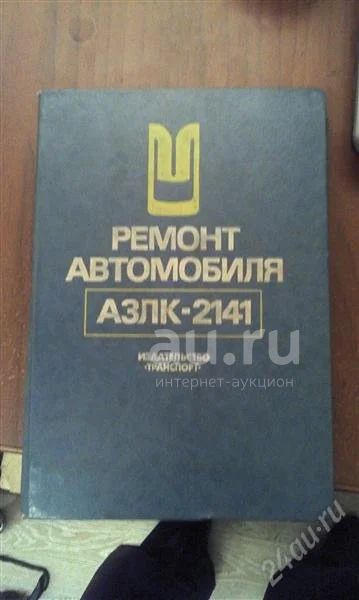 РЕМОНТ
АВТОМОБИЛЯ
АЗЛК-2141
au.ru
ИЗДАТЕЛЬСТВО
интернет-аукцион
«ТРАНСПОРТ»
24au.ru